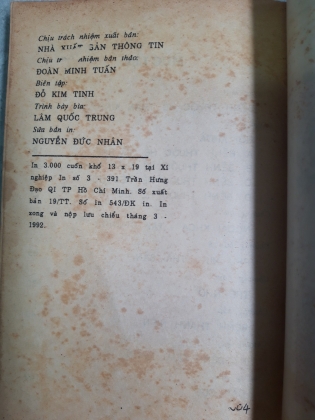 Chịu trách nhiệm xuất bản:
NHÀ XUẤT BẢN THÔNG TIN
Chịu nhiệm bản thảo:
ĐOÀN MINH TUẤN
Biên tập:
ĐỖ KIM TINH
Trình bày bìa:
LÂM QUỐC TRUNG
Sửa bản in:
NGUYỄN ĐỨC NHÂN
In 3.000 cuốn khổ 13 x 19 tại Xí
nghiệp In số 3 - 391 Trần Hưng
Đạo Q1 TP Hồ Chí Minh. Số xuất
bản 19/TT. Số In 543/ĐK in. In
xong và nộp lưu chiểu tháng 3 -
1992.